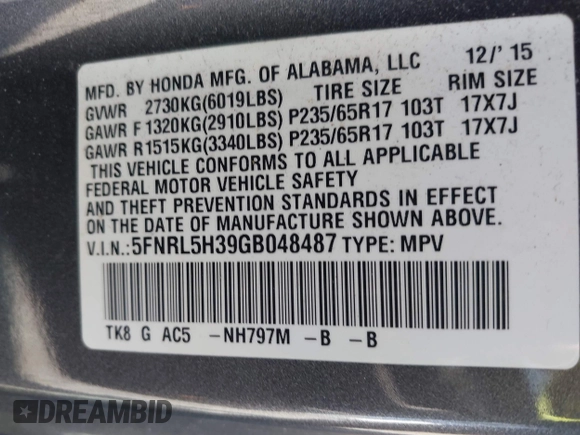 MFD. BY HONDA MFG. OF ALABAMA, LLC 12/'15
GVWR 2730KG(6019LBS) TIRE SIZE RIM SIZE
GAWR F1320KG(2910LBS) P235/65R17 103T 17X7J
GAWR R1515KG(3340LBS) P235/65R17 103T 17X7J
THIS VEHICLE CONFORMS TO ALL APPLICABLE
FEDERAL MOTOR VEHICLE SAFETY
AND THEFT PREVENTION STANDARDS IN EFFECT
ON THE DATE OF MANUFACTURE SHOWN ABOVE.
V.I.N.:5FNRL5H39GB048487 TYPE: MPV
TK8 G AC5 -NH797M -B -B
DREAMBID